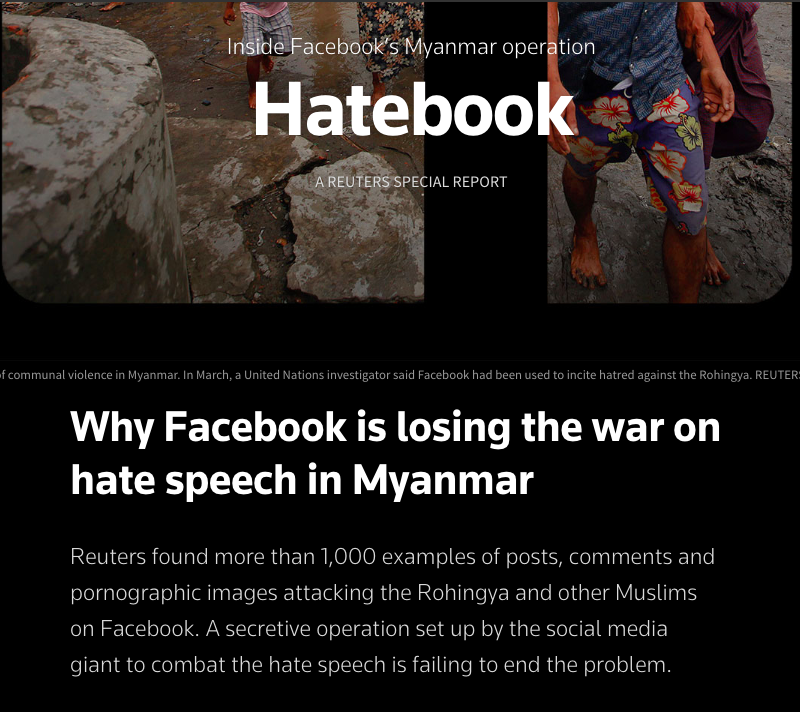 Inside Facebook's Myanmar operation
Hatebook
A REUTERS SPECIAL REPORT
of communal violence in Myanmar. In March, a United Nations investigator said Facebook had been used to incite hatred against the Rohingya. REUTERS
Why Facebook is losing the war on
hate speech in Myanmar
Reuters found more than 1,000 examples of posts, comments and
pornographic images attacking the Rohingya and other Muslims
on Facebook. A secretive operation set up by the social media
giant to combat the hate speech is failing to end the problem.